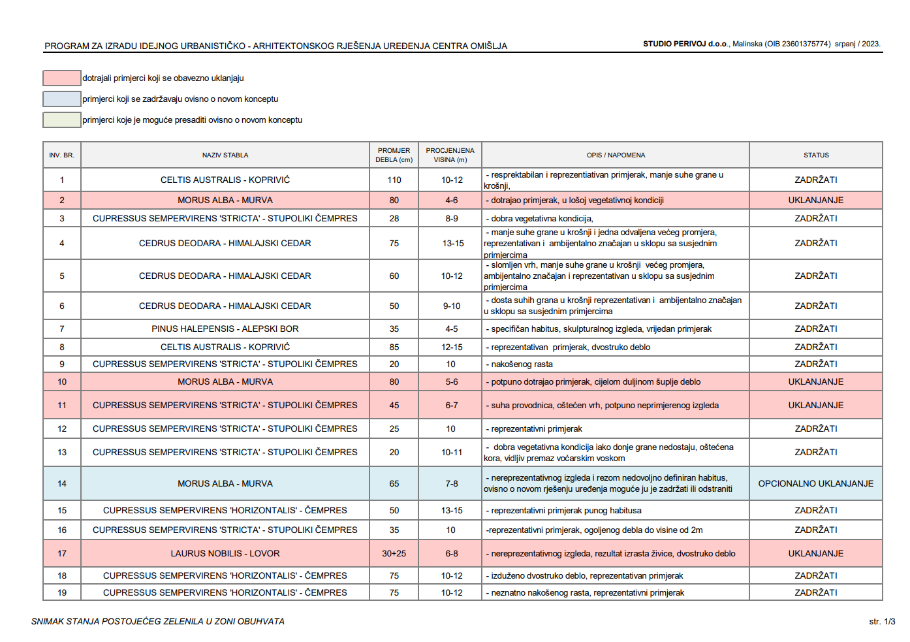 PROGRAM ZA IZRADU IDEJNOG URBANISTIČKO - ARHITEKTONSKOG RJEŠENJA UREĐENJA CENTRA OMIŠLJA
STUDIO PERIVOJ d.o.o., Malinska (OIB 23601375774) srpanj / 2023.
dotrajali primjerci koji se obavezno uklanjaju
primjerci koji se zadržavaju ovisno o novom konceptu
primjerci koje je moguće presaditi ovisno o novom konceptu
INV. BR. NAZIV STABLA PROMJER DEBLA (cm) PROCJENJENA VISINA (m) OPIS / NAPOMENA STATUS
1 CELTIS AUSTRALIS - KOPRIVIĆ 110 10-12 - resprektabilan i reprezentiativan primjerak, manje suhe grane u
krošnji, ZADRŽATI
2 MORUS ALBA - MURVA 80 4-6 - dotrajao primjerak, u lošoj vegetativnoj kondiciji UKLANJANJE
3 CUPRESSUS SEMPERVIRENS 'STRICTA' - STUPOLIKI ČEMPRES 28 8-9 - dobra vegetativna kondicija, ZADRŽATI
4 CEDRUS DEODARA - HIMALAJSKI CEDAR 75 13-15 - manje suhe grane u krošnji i jedna odvaljena većeg promjera,
reprezentativan i ambijentalno značajan u sklopu sa susjednim
primjercima ZADRŽATI
5 CEDRUS DEODARA - HIMALAJSKI CEDAR 60 10-12 - slomljen vrh, manje suhe grane u krošnji većeg promjera,
ambijentalno značajan i reprezentativan u sklopu sa susjednim
primjercima ZADRŽATI
6 CEDRUS DEODARA - HIMALAJSKI CEDAR 50 9-10 - dosta suhih grana u krošnji reprezentativan i ambijentalno značajan
u sklopu sa susjednim primjercima ZADRŽATI
7 PINUS HALEPENSIS - ALEPSKI BOR 35 4-5 - specifičan habitus, skulpturalnog izgleda, vrijedan primjerak ZADRŽATI
8 CELTIS AUSTRALIS - KOPRIVIĆ 85 12-15 - reprezentativan primjerak, dvostruko deblo ZADRŽATI
9 CUPRESSUS SEMPERVIRENS 'STRICTA' - STUPOLIKI ČEMPRES 20 10 - nakošenog rasta ZADRŽATI
10 MORUS ALBA - MURVA 80 5-6 - potpuno dotrajao primjerak, cijelom duljinom šuplje deblo UKLANJANJE
11 CUPRESSUS SEMPERVIRENS 'STRICTA' - STUPOLIKI ČEMPRES 45 6-7 - suha provodnica, oštećen vrh, potpuno neprimjerenog izgleda UKLANJANJE
12 CUPRESSUS SEMPERVIRENS 'STRICTA' - STUPOLIKI ČEMPRES 25 10 - reprezentativni primjerak ZADRŽATI
13 CUPRESSUS SEMPERVIRENS 'STRICTA' - STUPOLIKI ČEMPRES 20 10-11 - dobra vegetativna kondicija iako donje grane nedostaju, oštećena
kora, vidljiv premaz voćarskim voskom ZADRŽATI
14 MORUS ALBA - MURVA 65 7-8 - nereprezentativnog izgleda i rezom nedovoljno definiran habitus,
ovisno o novom rješenju uređenja moguće ju je zadržati ili odstraniti OPCIONALNO UKLANJANJE
15 CUPRESSUS SEMPERVIRENS 'HORIZONTALIS' - ČEMPRES 50 13-15 - reprezentativni primjerak punog habitusa ZADRŽATI
16 CUPRESSUS SEMPERVIRENS 'STRICTA' - STUPOLIKI ČEMPRES 35 10 -reprezentativni primjerak, ogoljenog debla do visine od 2m ZADRŽATI
17 LAURUS NOBILIS - LOVOR 30+25 6-8 - nereprezentativnog izgleda, rezultat izrasta živice, dvostruko deblo UKLANJANJE
18 CUPRESSUS SEMPERVIRENS 'HORIZONTALIS' - ČEMPRES 75 10-12 - izduženo dvostruko deblo, reprezentativan primjerak ZADRŽATI
19 CUPRESSUS SEMPERVIRENS 'HORIZONTALIS' - ČEMPRES 75 10-12 - neznatno nakošenog rasta, reprezentativni primjerak ZADRŽATI
SNIMAK STANJA POSTOJEĆEG ZELENILA U ZONI OBUHVATA
str. 1/3